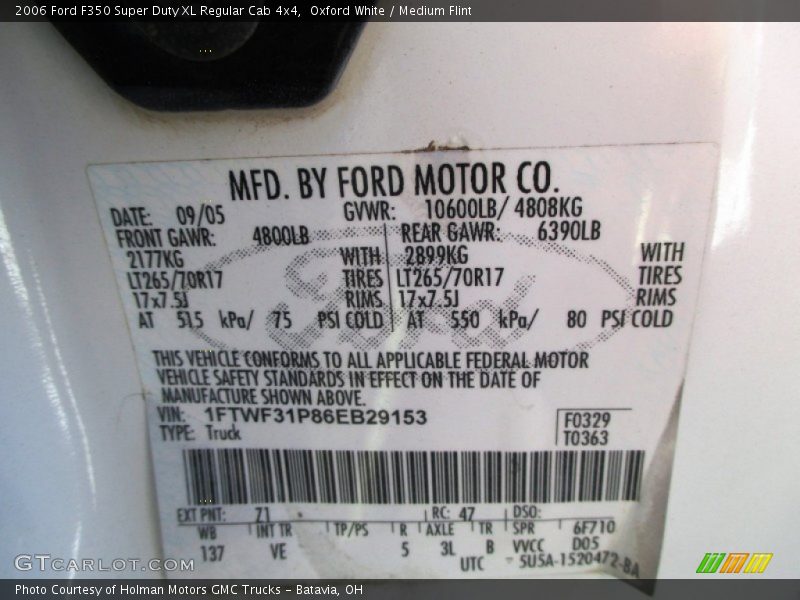 2006 Ford F350 Super Duty XL Regular Cab 4x4, Oxford White / Medium Flint
MFD. BY FORD MOTOR CO.
DATE: 09/05 GVWR: 10600LB/ 4808KG
FRONT GAWR: 4800LB REAR GAWR: 6390LB
2177KG WITH 2899KG WITH
LT265/70R17 TIRES LT265/70R17 TIRES
17x7.5J RIMS 17x7.5J RIMS
AT 515 kPa/ 75 PSI COLD AT 550 kPa/ 80 PSI COLD
Ford
THIS VEHICLE CONFORMS TO ALL APPLICABLE FEDERAL MOTOR
VEHICLE SAFETY STANDARDS IN EFFECT ON THE DATE OF
MANUFACTURE SHOWN ABOVE.
VIN: 1FTWF31P86EB29153 F0329
TYPE: Truck T0363
EXT PNT: Z1 RC: 47 DSO:
WB INT TR TP/PS R AXLE TR SPR 6F710
137 VE 5 3L B VVCC D05
UTC SU5A-1520472-BA
GTCarlot.com
Photo Courtesy of Holman Motors GMC Trucks - Batavia, OH